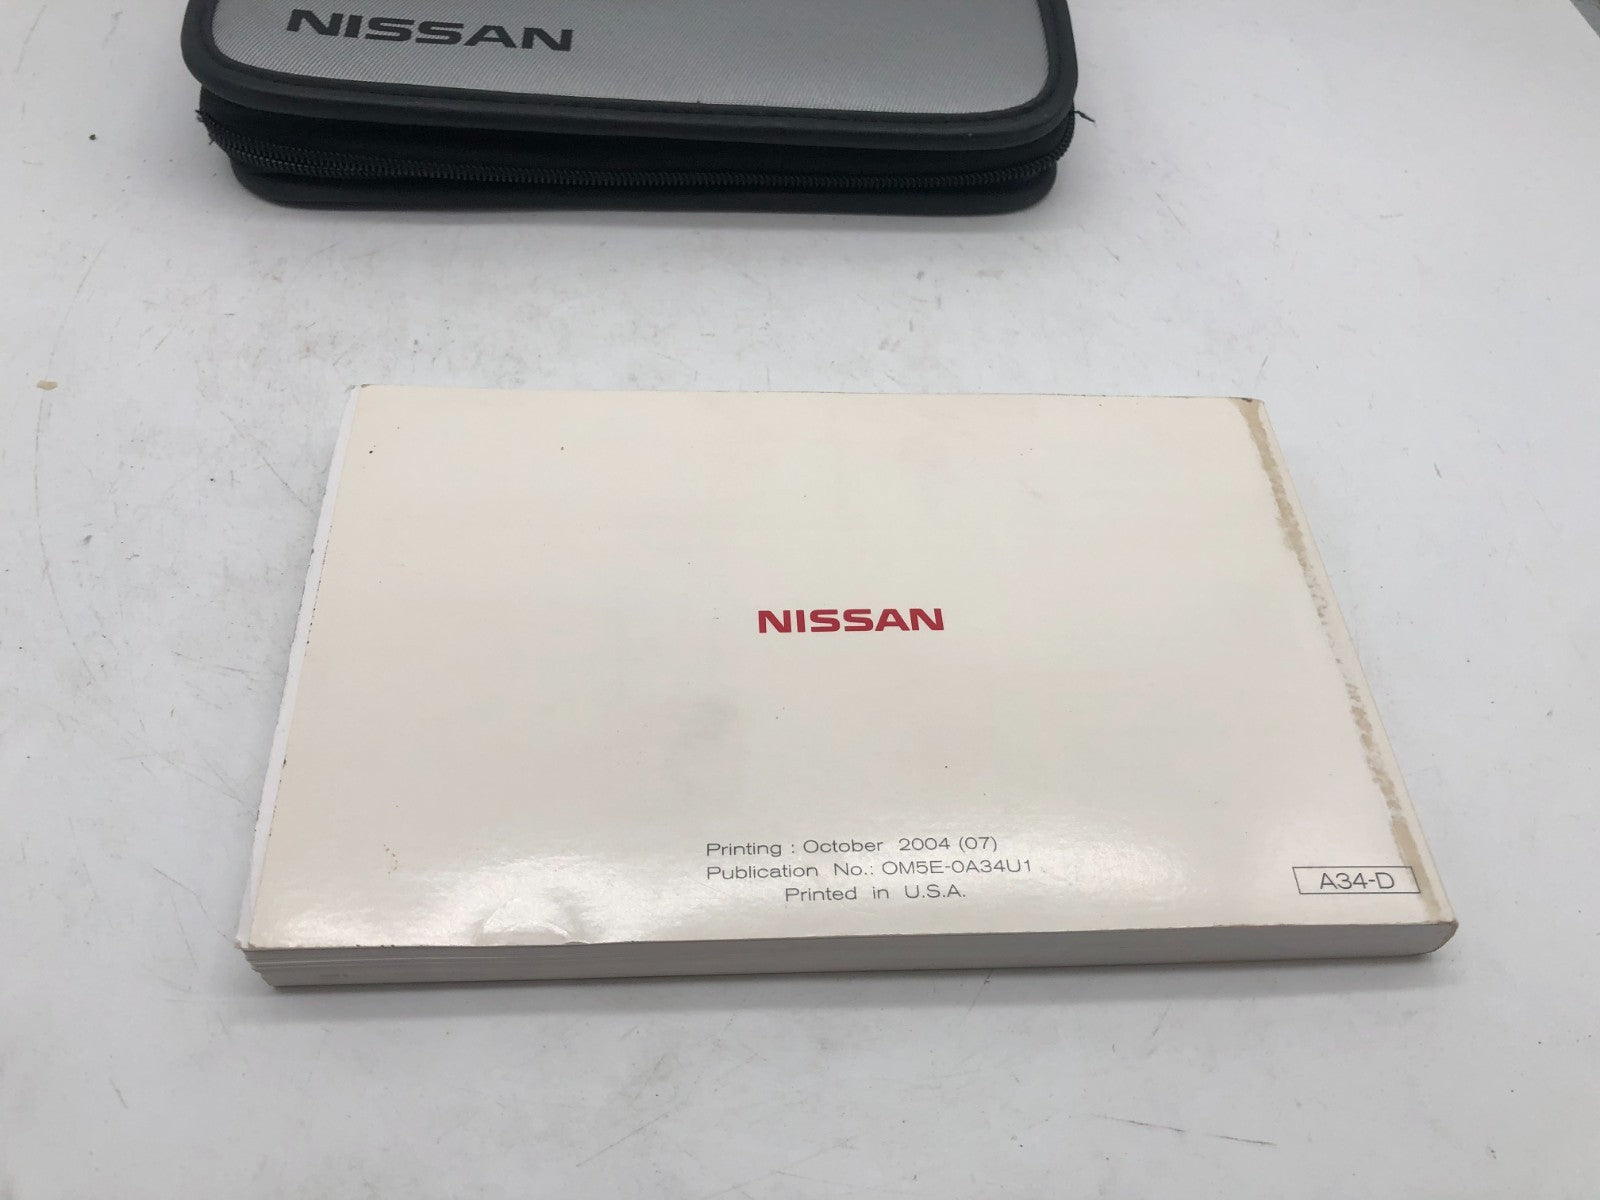 NISSAN
NISSAN
Printing : October 2004 (07)
Publication No.: OM5E-0A34U1
Printed in U.S.A.
A34-D